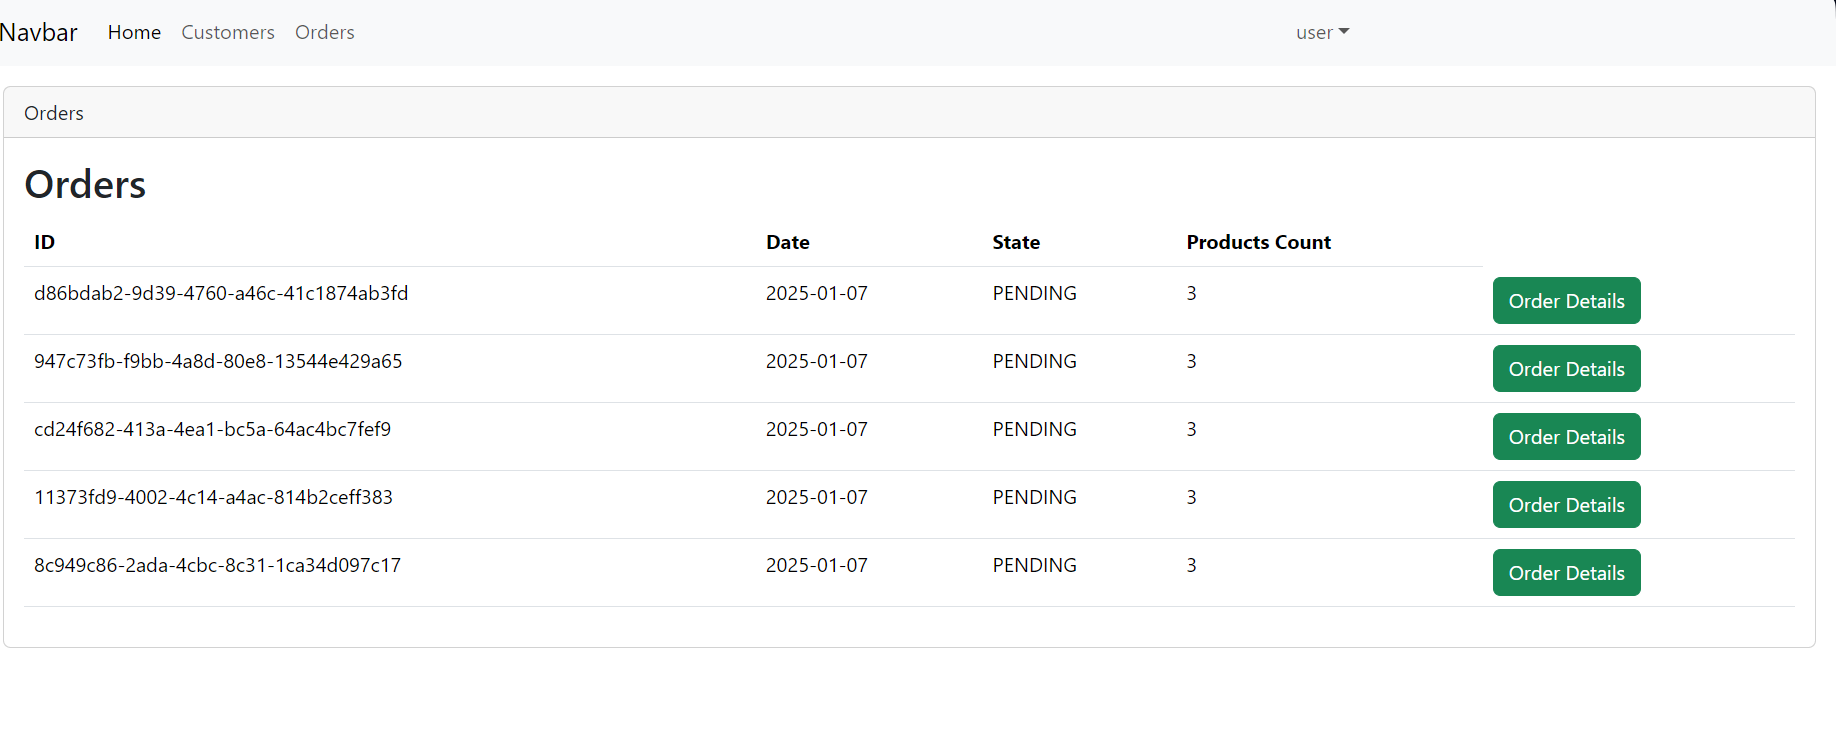 Navbar Home Customers Orders user
Orders
Orders
ID Date State Products Count
d86bdab2-9d39-4760-a46c-41c1874ab3fd 2025-01-07 PENDING 3 Order Details
947c73fb-f9bb-4a8d-80e8-13544e429a65 2025-01-07 PENDING 3 Order Details
cd24f682-413a-4ea1-bc5a-64ac4bc7fef9 2025-01-07 PENDING 3 Order Details
11373fd9-4002-4c14-a4ac-814b2ceff383 2025-01-07 PENDING 3 Order Details
8c949c86-2ada-4cbc-8c31-1ca34d097c17 2025-01-07 PENDING 3 Order Details